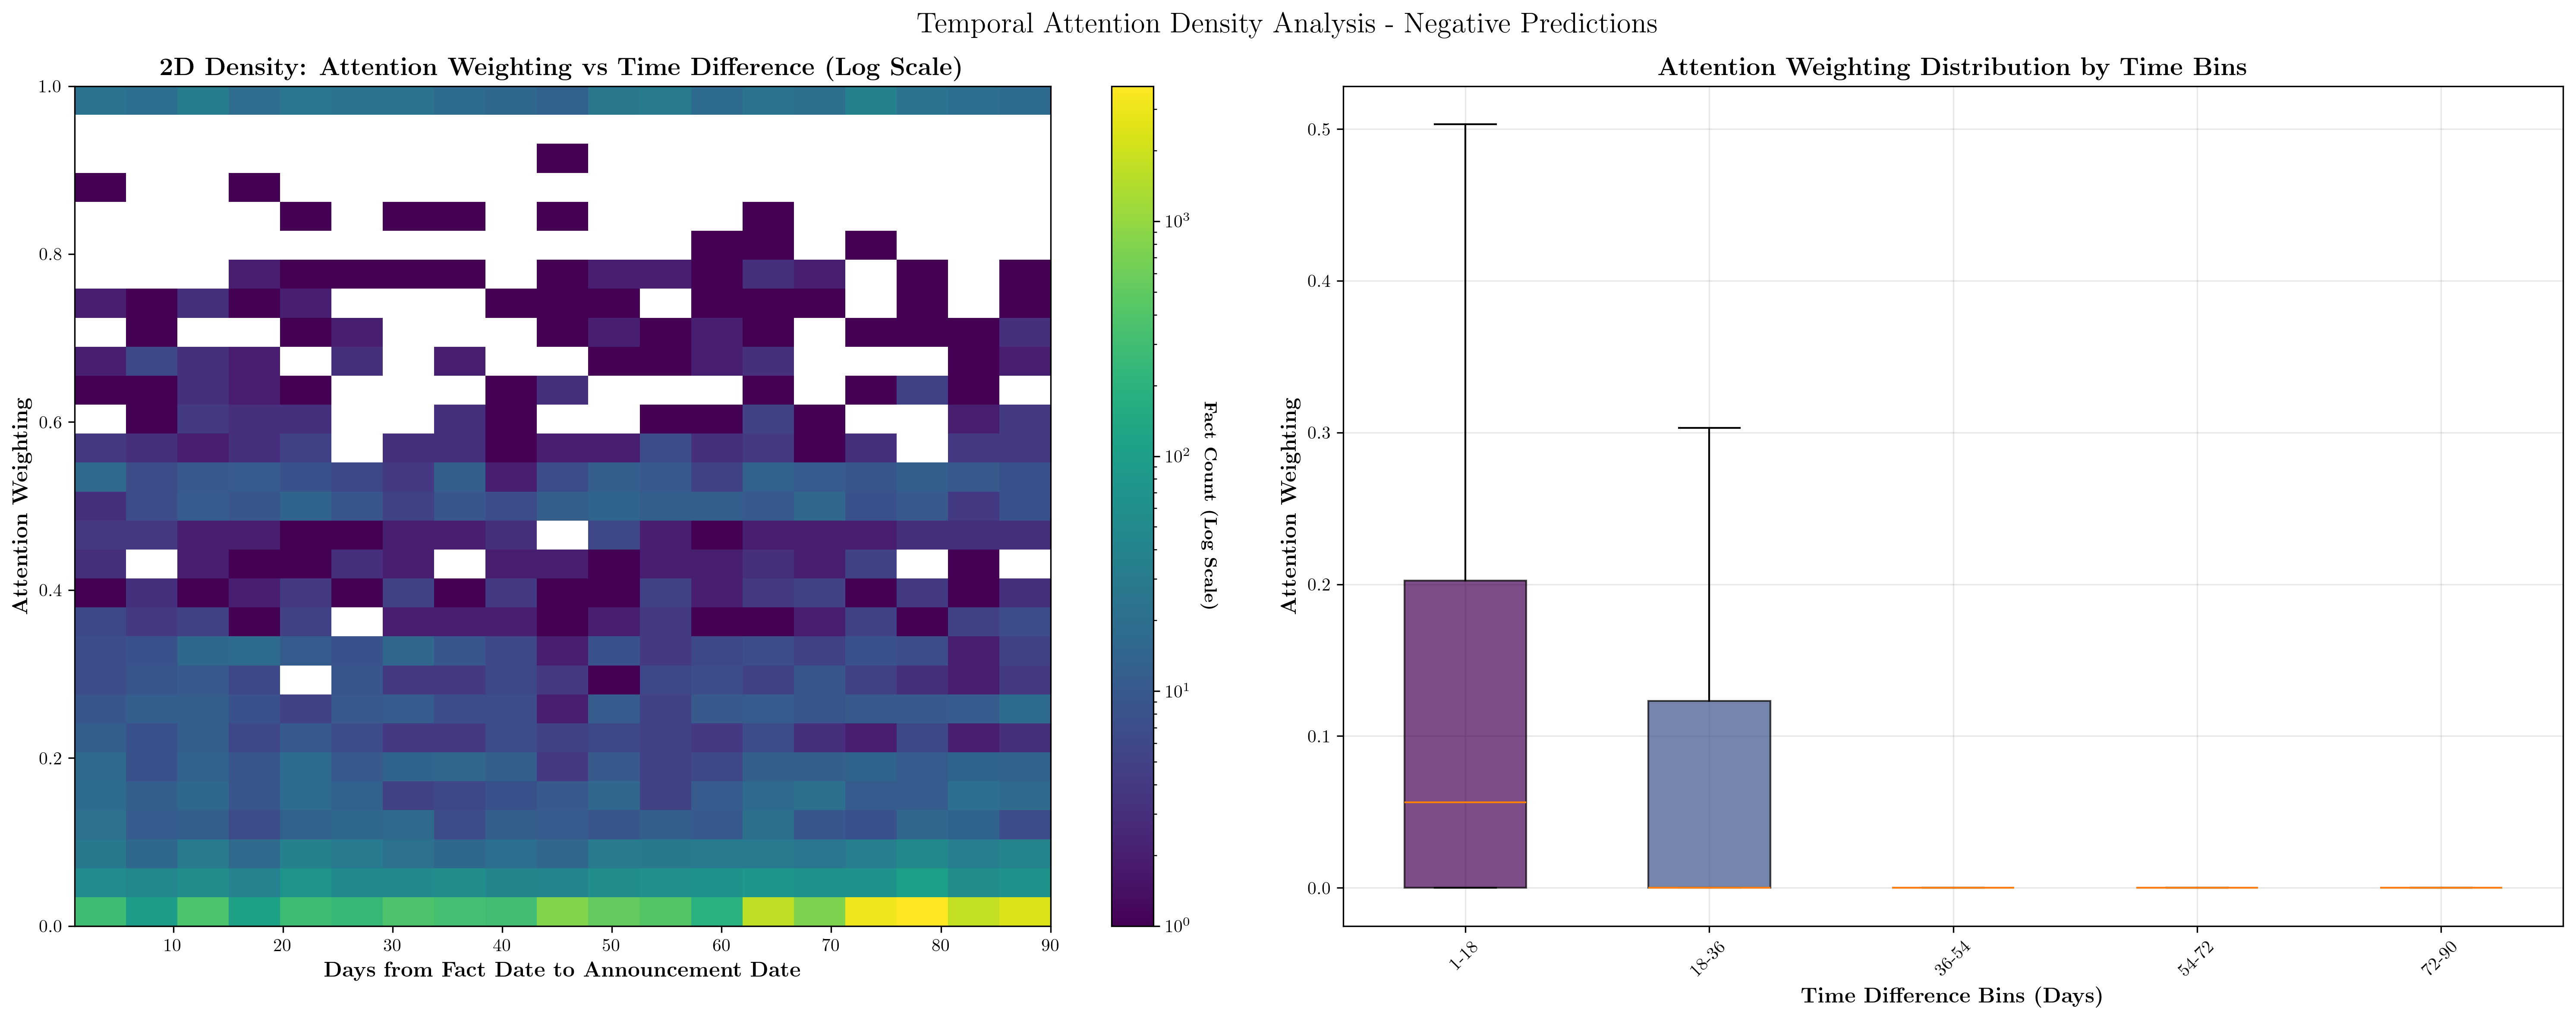 Temporal Attention Density Analysis - Negative Predictions
2D Density: Attention Weighting vs Time Difference (Log Scale)
Attention Weighting
1.0
0.8
0.6
0.4
0.2
0.0
10 20 30 40 50 60 70 80 90
Days from Fact Date to Announcement Date
10³
10²
10¹
10⁰
Fact Count (Log Scale)
Attention Weighting Distribution by Time Bins
Attention Weighting
0.5
0.4
0.3
0.2
0.1
0.0
1-18 18-36 36-54 54-72 72-90
Time Difference Bins (Days)